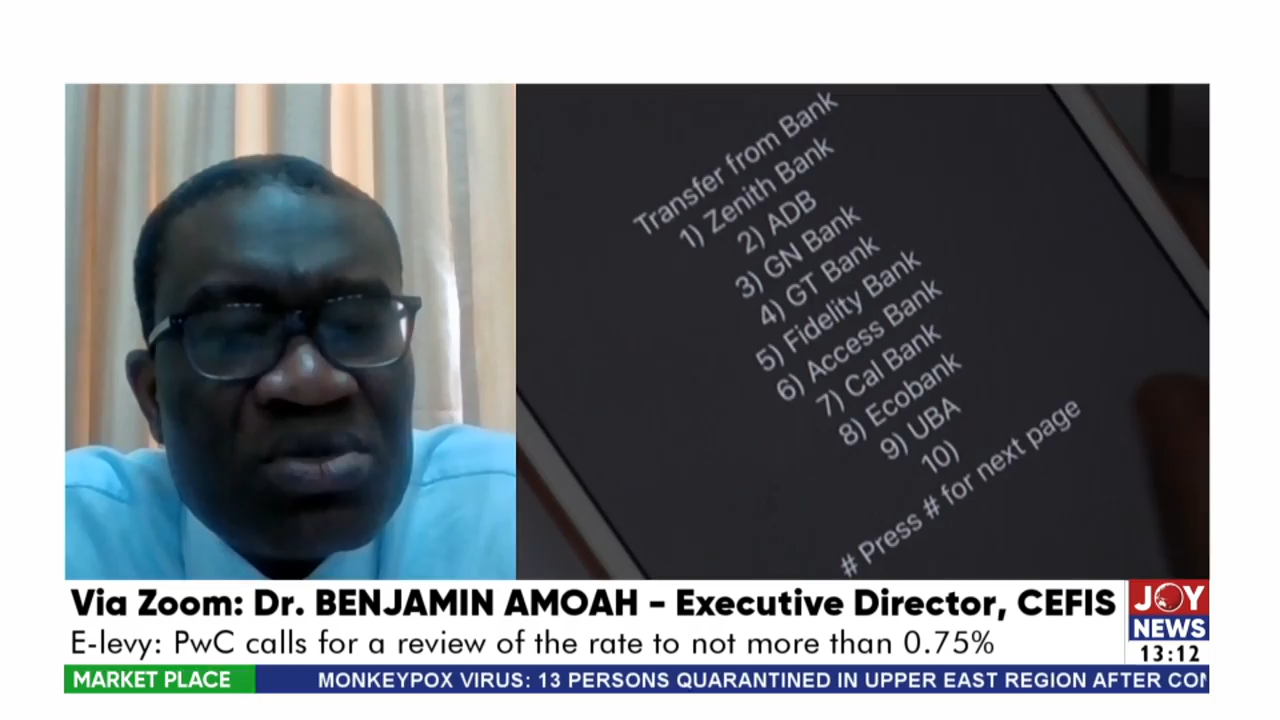 Transfer from Bank
1) Zenith Bank
2) ADB
3) GN Bank
4) GT Bank
5) Fidelity Bank
6) Access Bank
7) Cal Bank
8) Ecobank
9) UBA
10)
# Press # for next page
Via Zoom: Dr. BENJAMIN AMOAH - Executive Director, CEFIS
E-levy: PwC calls for a review of the rate to not more than 0.75%
JOY
NEWS
13:12
MARKET PLACE
MONKEYPOX VIRUS: 13 PERSONS QUARANTINED IN UPPER EAST REGION AFTER